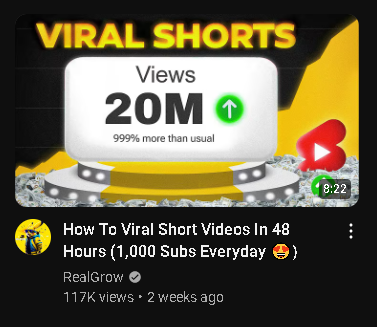 VIRAL SHORTS
Views
20M
999% more than usual
8:22
How To Viral Short Videos In 48
Hours (1,000 Subs Everyday 🤩)
RealGrow
117K views • 2 weeks ago